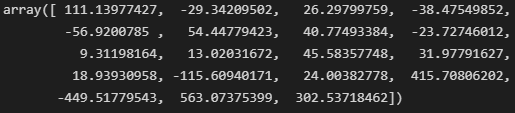 array([ 111.13977427,  -29.34209502,   26.29799759,  -38.47549852,
-56.9200785 ,   54.44779423,   40.77493384,  -23.72746012,
9.31198164,   13.02031672,   45.58357748,   31.97791627,
18.93930958, -115.60940171,   24.00382778,  415.70806202,
-449.51779543,  563.07375399,  302.53718462])